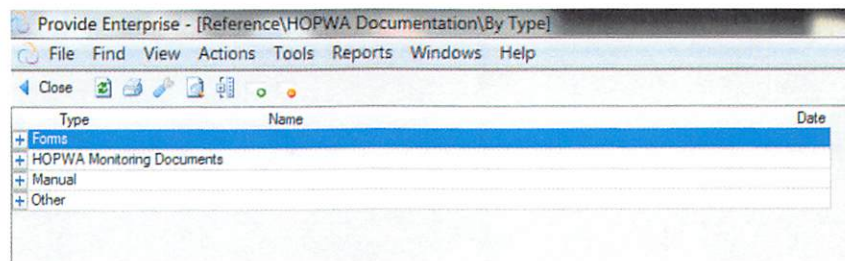 Provide Enterprise - [Reference\HOPWA Documentation\By Type]
File Find View Actions Tools Reports Windows Help
Close
Type Name Date
Forms
HOPWA Monitoring Documents
Manual
Other